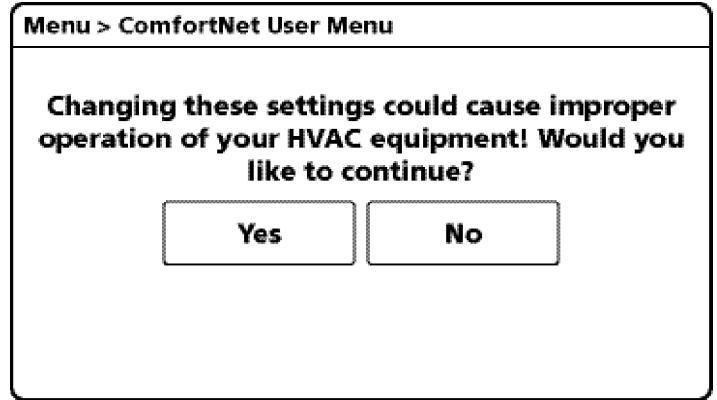 Menu > ComfortNet User Menu
Changing these settings could cause improper
operation of your HVAC equipment! Would you
like to continue?
Yes No